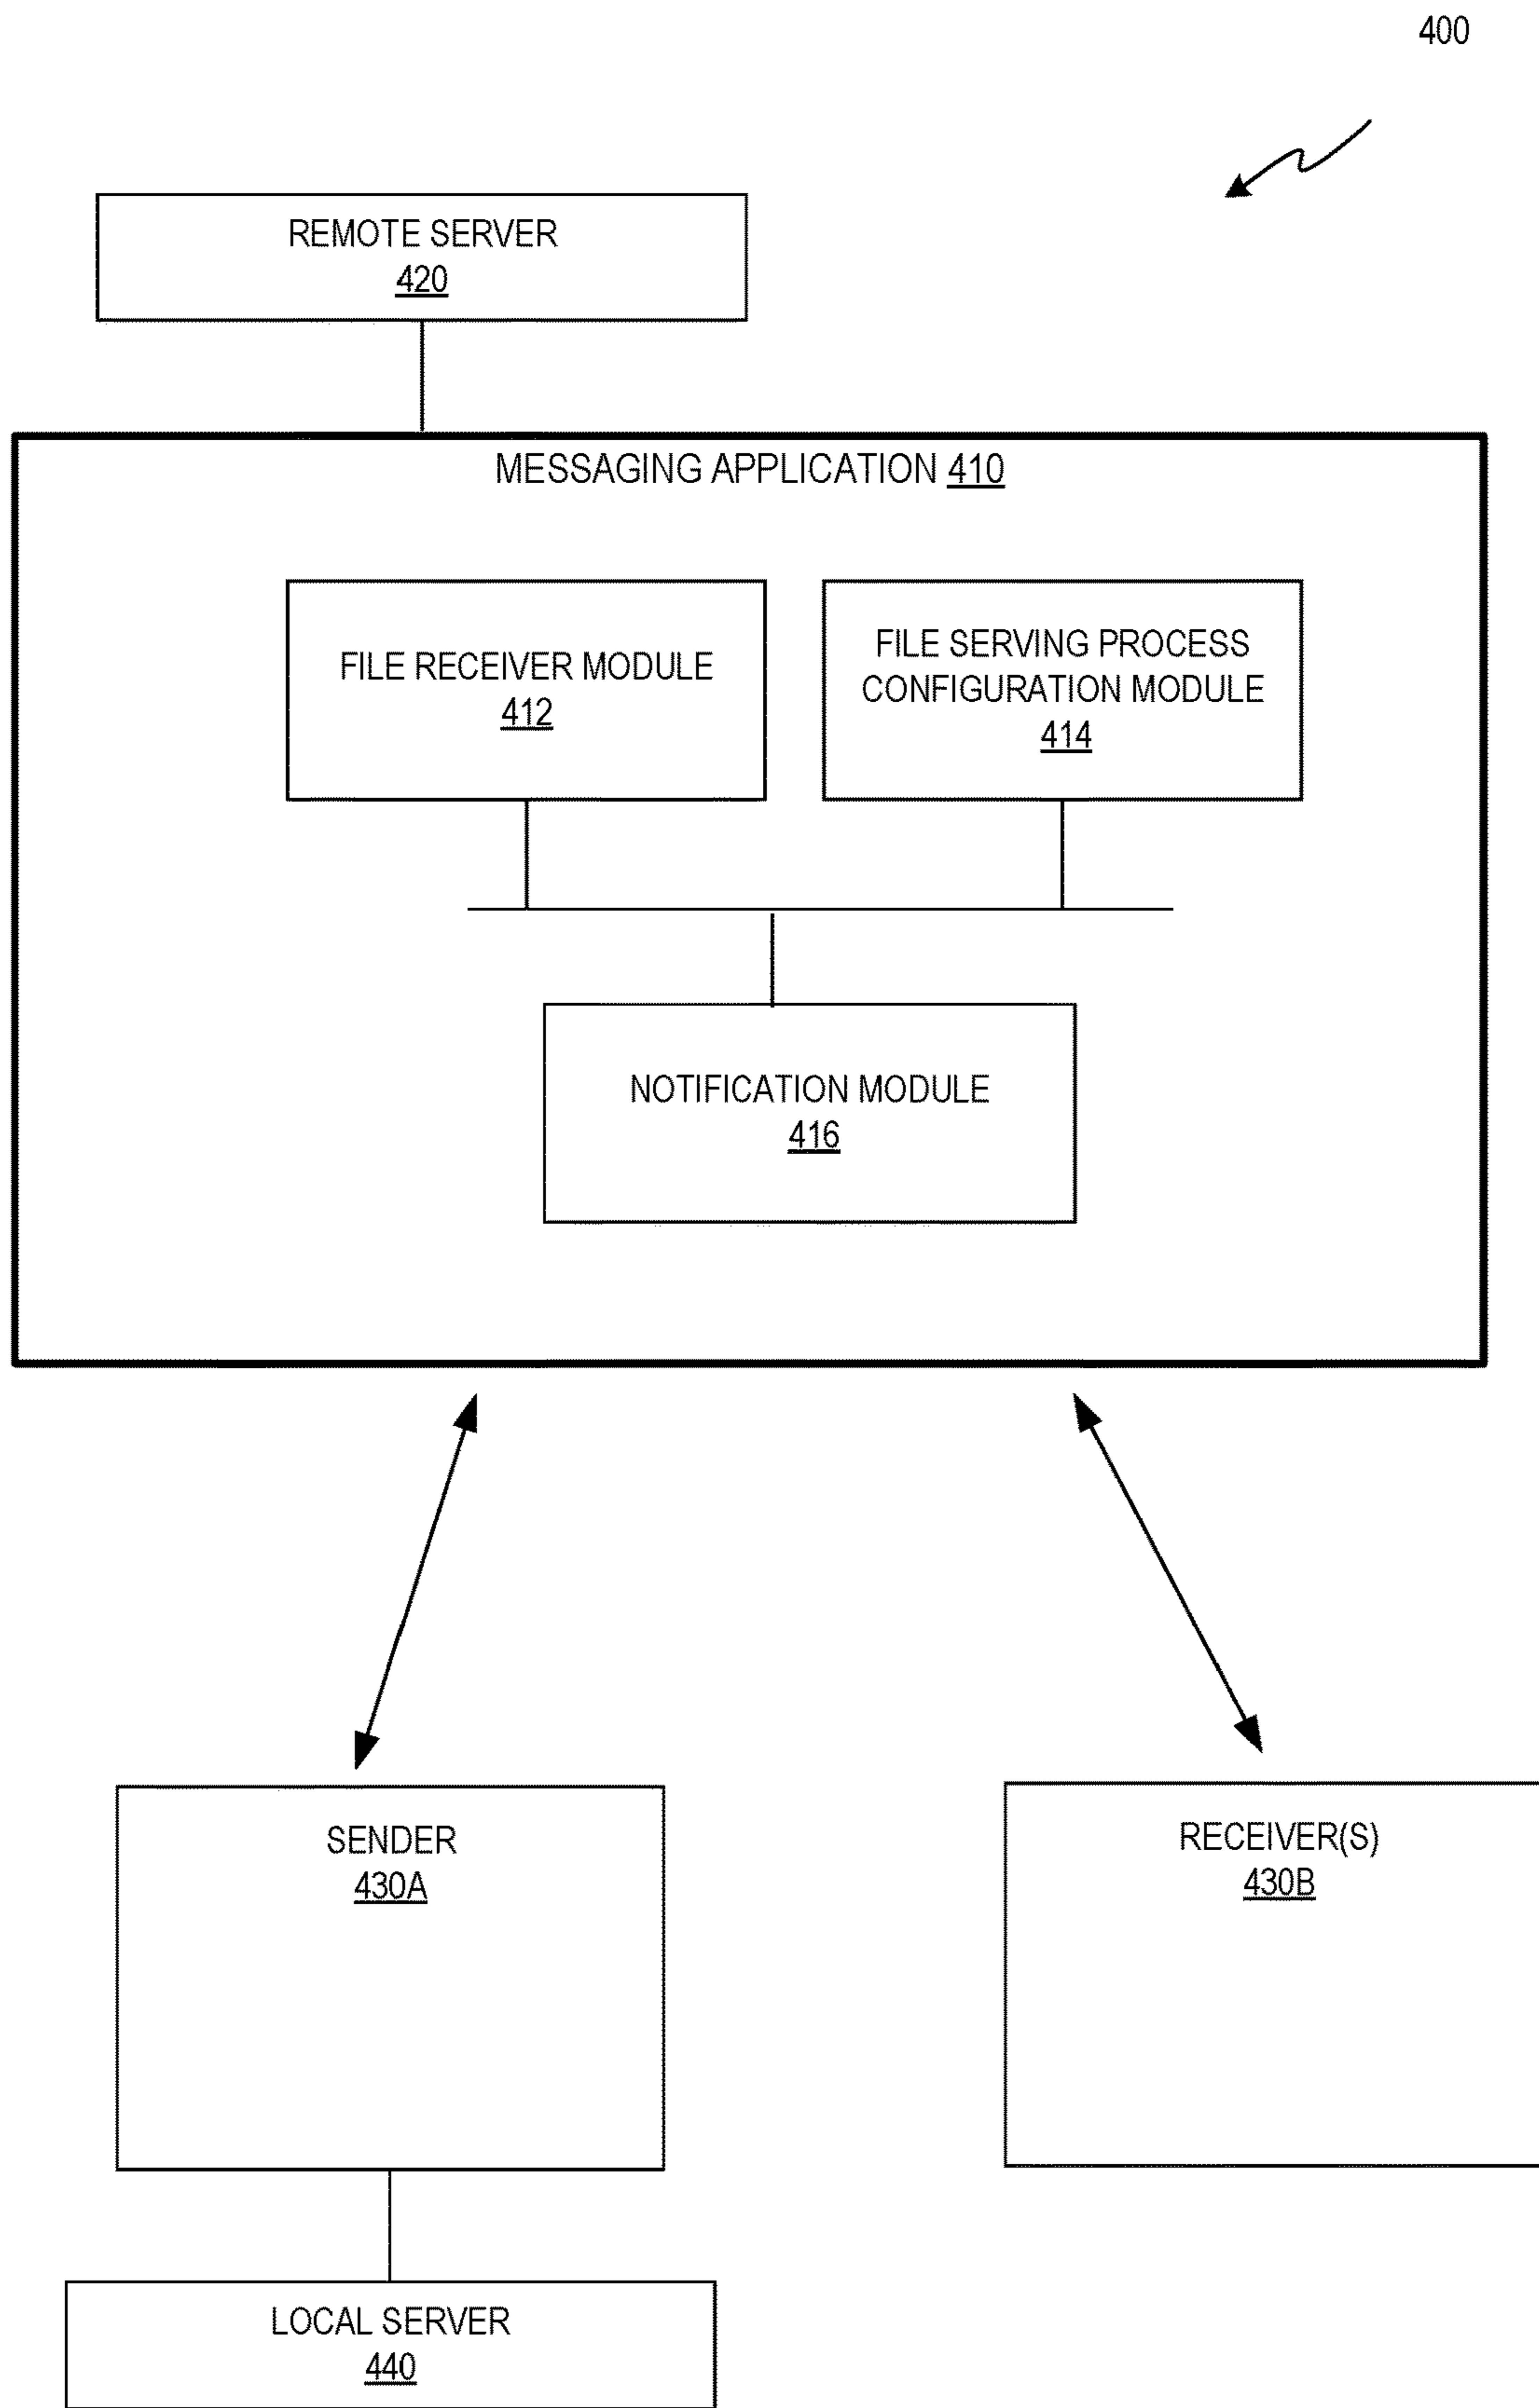 400
REMOTE SERVER
420
MESSAGING APPLICATION 410
FILE RECEIVER MODULE
412
FILE SERVING PROCESS
CONFIGURATION MODULE
414
NOTIFICATION MODULE
416
SENDER
430A
RECEIVER(S)
430B
LOCAL SERVER
440